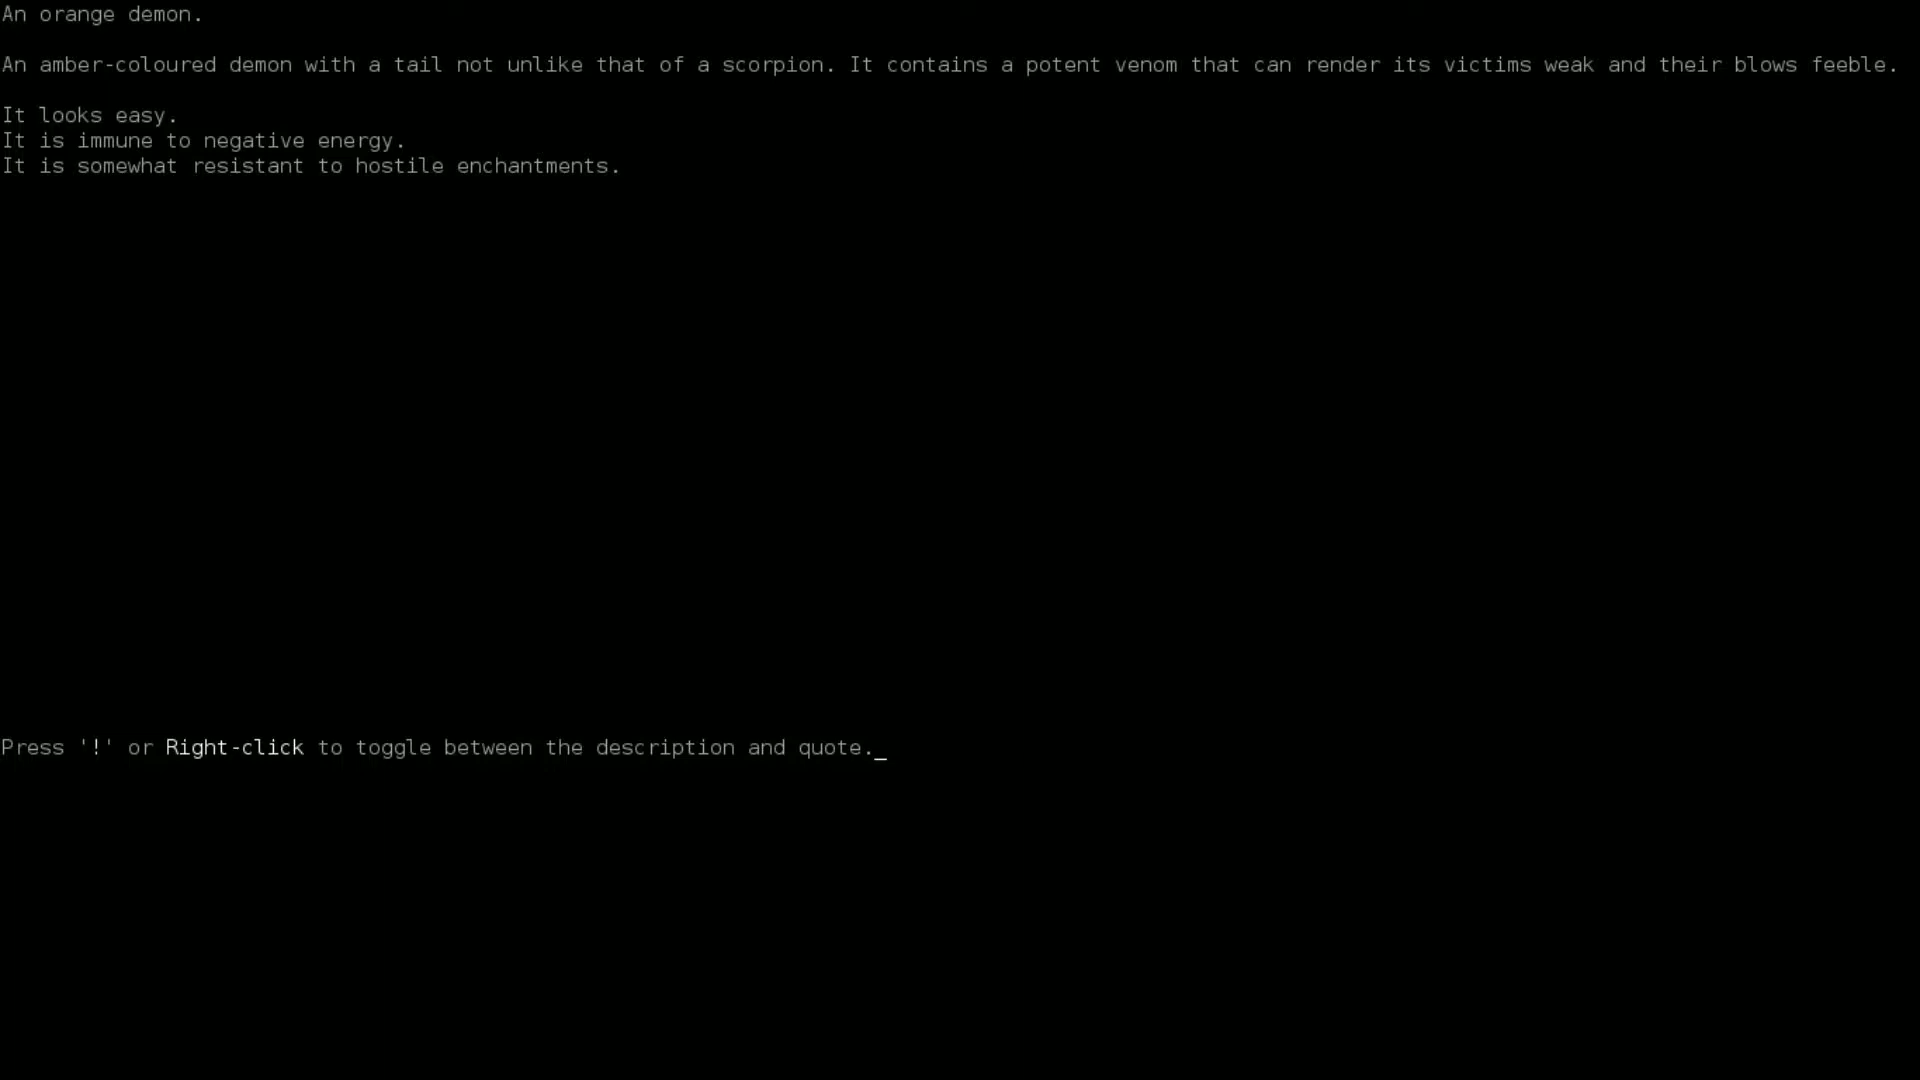 An orange demon.
An amber-coloured demon with a tail not unlike that of a scorpion. It contains a potent venom that can render its victims weak and their blows feeble.
It looks easy.
It is immune to negative energy.
It is somewhat resistant to hostile enchantments.
Press '!' or Right-click to toggle between the description and quote._